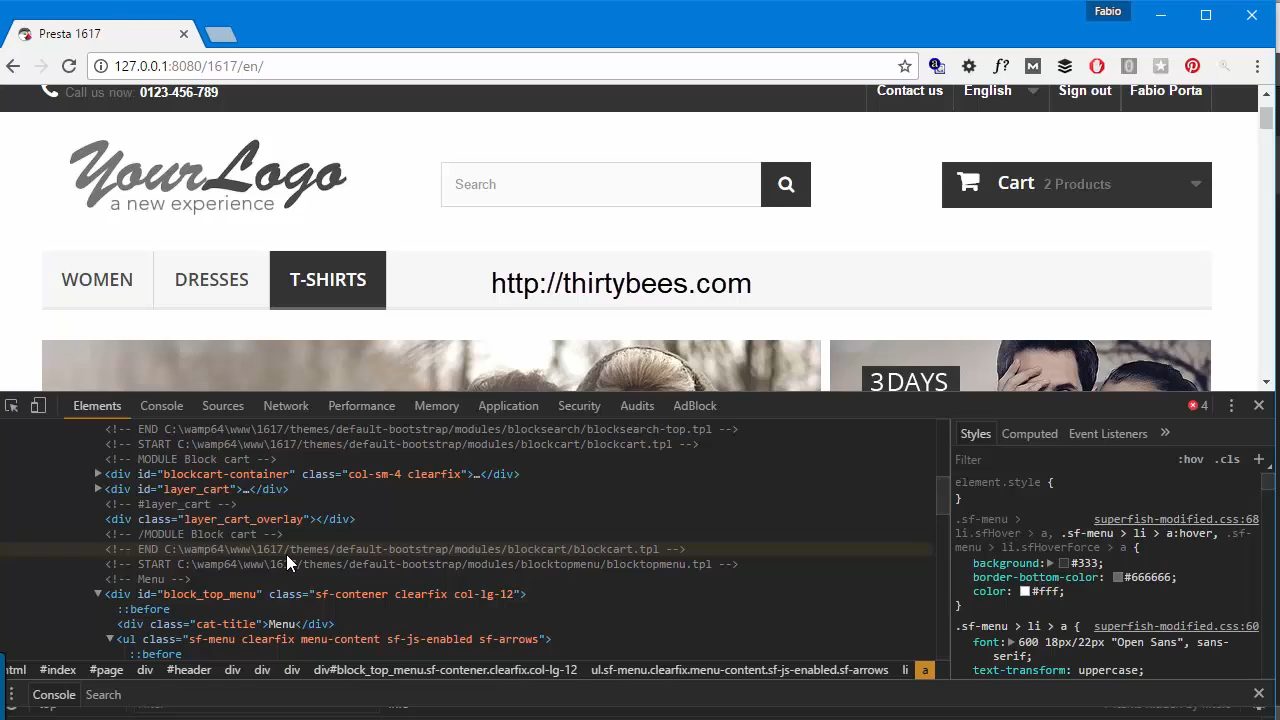 Fabio
Presta 1617
127.0.0.1:8080/1617/en/
Call us now: 0123-456-789
Contact us English Sign out Fabio Porta
YourLogo
a new experience
Search
Cart 2 Products
WOMEN DRESSES T-SHIRTS
http://thirtybees.com
3 DAYS
Elements Console Sources Network Performance Memory Application Security Audits AdBlock 4
<!-- END C:\wamp64\www\1617/themes/default-bootstrap/modules/blocksearch/blocksearch-top.tpl -->
<!-- START C:\wamp64\www\1617/themes/default-bootstrap/modules/blockcart/blockcart.tpl -->
<!-- MODULE Block cart -->
<div id="blockcart-container" class="col-sm-4 clearfix">…</div>
<div id="layer_cart">…</div>
<!-- #layer_cart -->
<div class="layer_cart_overlay"></div>
<!-- /MODULE Block cart -->
<!-- END C:\wamp64\www\1617/themes/default-bootstrap/modules/blockcart/blockcart.tpl -->
<!-- START C:\wamp64\www\1617/themes/default-bootstrap/modules/blocktopmenu/blocktopmenu.tpl -->
<!-- Menu -->
<div id="block_top_menu" class="sf-contener clearfix col-lg-12">
::before
<div class="cat-title">Menu</div>
<ul class="sf-menu clearfix menu-content sf-js-enabled sf-arrows">
::before
html #index #page div #header div div div div#block_top_menu.sf-contener.clearfix.col-lg-12 ul.sf-menu.clearfix.menu-content.sf-js-enabled.sf-arrows li a
Styles Computed Event Listeners »
Filter :hov .cls +
element.style {
}
.sf-menu > superfish-modified.css:68
li.sfHover > a, .sf-menu > li > a:hover, .sf-
menu > li.sfHoverForce > a {
background: #333;
border-bottom-color: #666666;
color: #fff;
}
.sf-menu > li > a { superfish-modified.css:60
font: 600 18px/22px "Open Sans", sans-
serif;
text-transform: uppercase;
Console Search